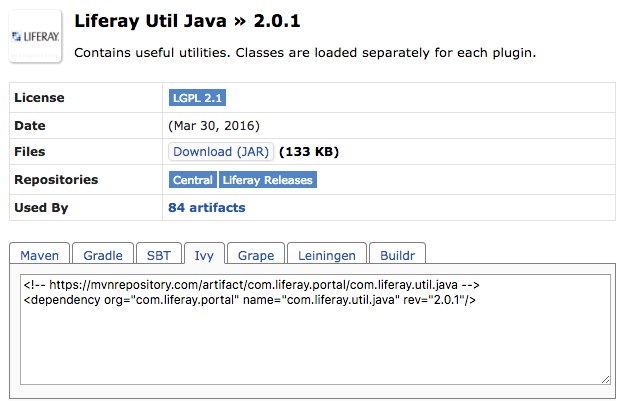 LIFERAY.
Liferay Util Java » 2.0.1
Contains useful utilities. Classes are loaded separately for each plugin.
License LGPL 2.1
Date (Mar 30, 2016)
Files Download (JAR) (133 KB)
Repositories Central Liferay Releases
Used By 84 artifacts
Maven Gradle SBT Ivy Grape Leiningen Buildr
<!-- https://mvnrepository.com/artifact/com.liferay.portal/com.liferay.util.java -->
<dependency org="com.liferay.portal" name="com.liferay.util.java" rev="2.0.1"/>